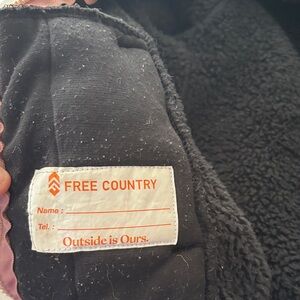 FREE COUNTRY
Name :
Tel. :
Outside is Ours.